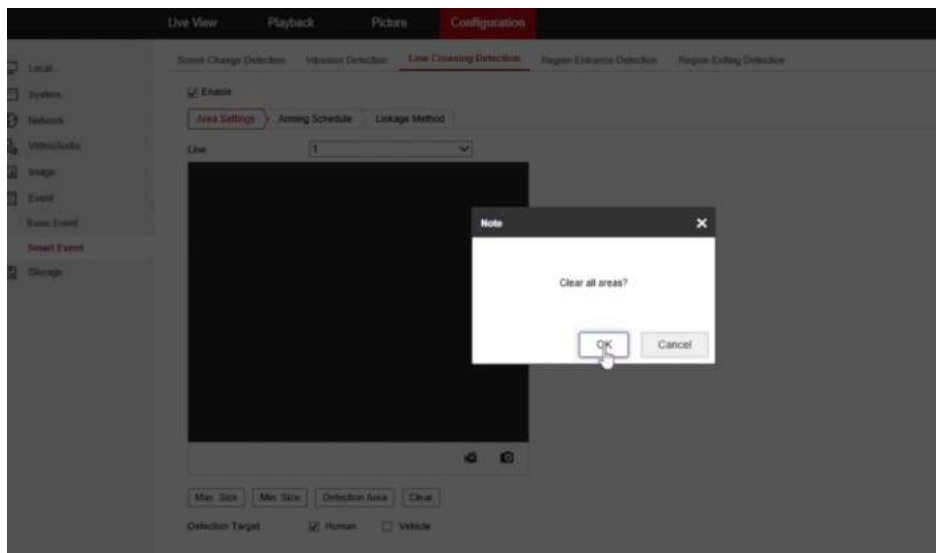 Live View Playback Picture Configuration
Scene Change Detection Intrusion Detection Line Crossing Detection Region Entrance Detection Region Exiting Detection
Local
System
Network
Video/Audio
Image
Event
Basic Event
Smart Event
Storage
Enable
Area Settings Arming Schedule Linkage Method
Line 1
Note
Clear all areas?
OK Cancel
Max. Size Min. Size Detection Area Clear
Detection Target Human Vehicle